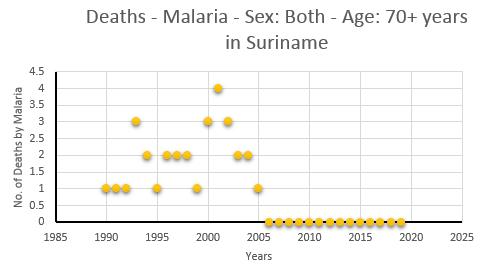 Deaths - Malaria - Sex: Both - Age: 70+ years
in Suriname
No. of Deaths by Malaria
4.5
4
3.5
3
2.5
2
1.5
1
0.5
0
1985 1990 1995 2000 2005 2010 2015 2020 2025
Years